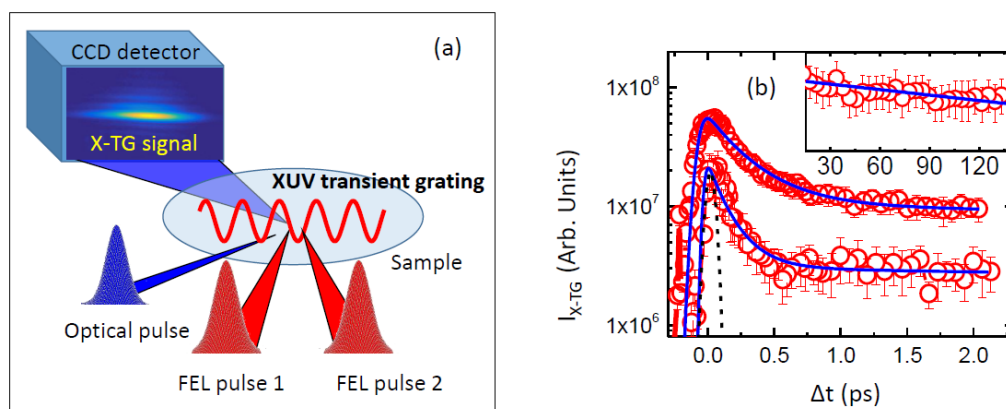 (a)
CCD detector
X-TG signal
XUV transient grating
Sample
Optical pulse
FEL pulse 1
FEL pulse 2
(b)
I_X-TG (Arb. Units)
1x10⁸
1x10⁷
1x10⁶
30 60 90 120
0.0 0.5 1.0 1.5 2.0
Δt (ps)